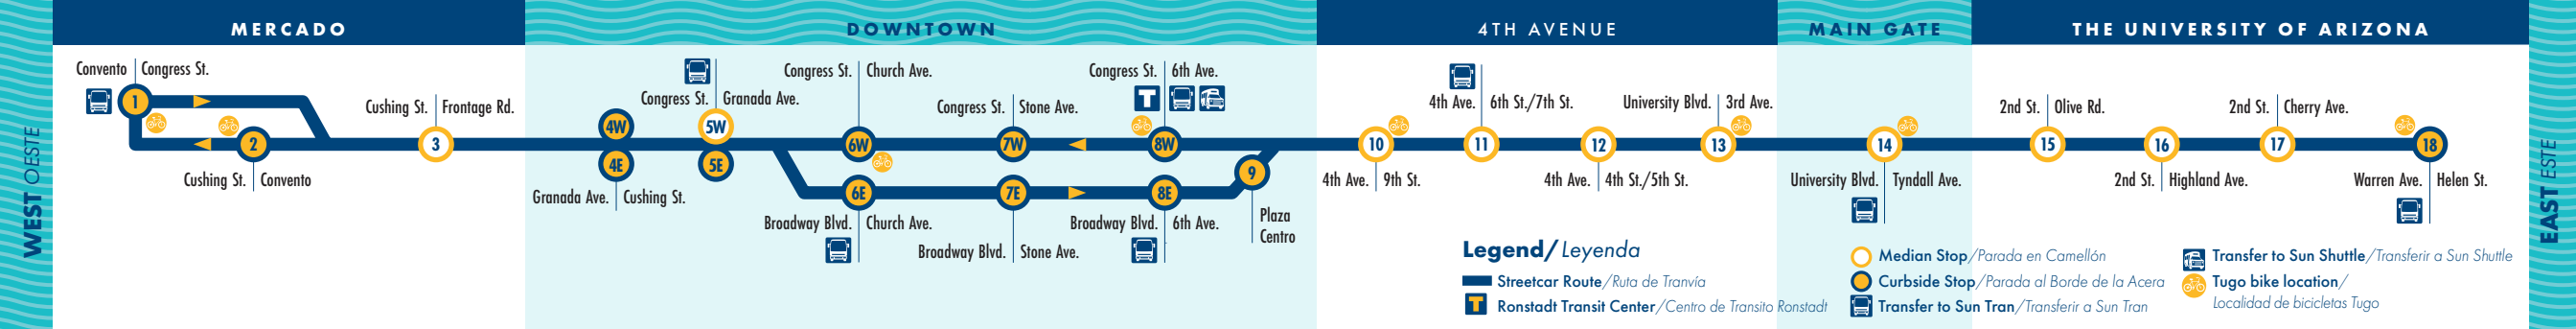 MERCADO
DOWNTOWN
4TH AVENUE
MAIN GATE
THE UNIVERSITY OF ARIZONA
WEST OESTE
Convento | Congress St.
1
Cushing St. | Convento
2
Cushing St. | Frontage Rd.
3
4W
4E
Granada Ave. | Cushing St.
Congress St. | Granada Ave.
5W
5E
Congress St. | Church Ave.
6W
6E
Broadway Blvd. | Church Ave.
Congress St. | Stone Ave.
7W
7E
Broadway Blvd. | Stone Ave.
Congress St. | 6th Ave.
T
8W
8E
Broadway Blvd. | 6th Ave.
9
Plaza
Centro
10
4th Ave. | 9th St.
4th Ave. | 6th St./7th St.
11
12
4th Ave. | 4th St./5th St.
University Blvd. | 3rd Ave.
13
14
University Blvd. | Tyndall Ave.
2nd St. | Olive Rd.
15
16
2nd St. | Highland Ave.
2nd St. | Cherry Ave.
17
18
Warren Ave. | Helen St.
EAST ESTE
Legend/Leyenda
Streetcar Route/Ruta de Tranvía
T Ronstadt Transit Center/Centro de Transito Ronstadt
Median Stop/Parada en Camellón
Curbside Stop/Parada al Borde de la Acera
Transfer to Sun Tran/Transferir a Sun Tran
Transfer to Sun Shuttle/Transferir a Sun Shuttle
Tugo bike location/
Localidad de bicicletas Tugo